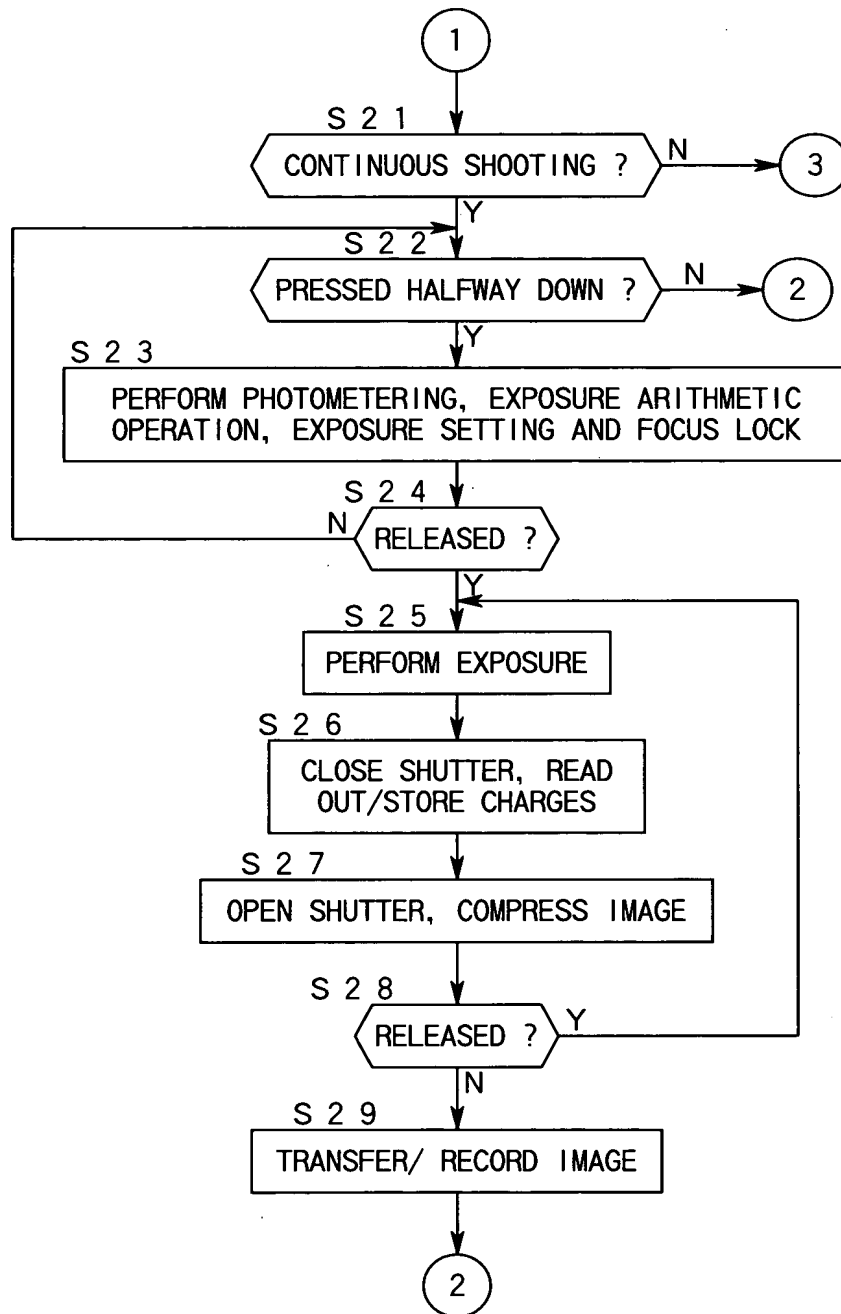 1
S21
CONTINUOUS SHOOTING ?
N
3
Y
S22
PRESSED HALFWAY DOWN ?
N
2
Y
S23
PERFORM PHOTOMETERING, EXPOSURE ARITHMETIC
OPERATION, EXPOSURE SETTING AND FOCUS LOCK
S24
N
RELEASED ?
Y
S25
PERFORM EXPOSURE
S26
CLOSE SHUTTER, READ
OUT/STORE CHARGES
S27
OPEN SHUTTER, COMPRESS IMAGE
S28
RELEASED ?
Y
N
S29
TRANSFER/ RECORD IMAGE
2